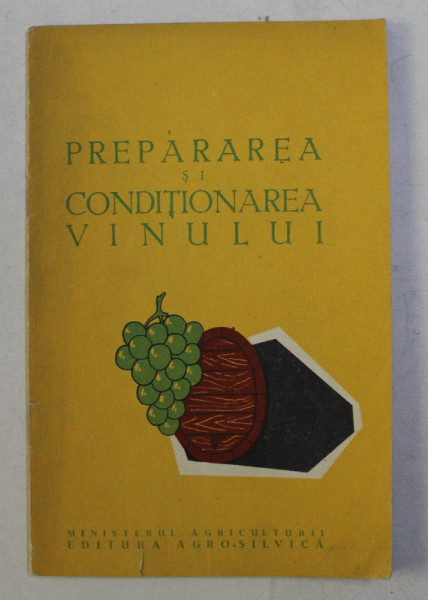 PREPARAREA
ȘI
CONDIȚIONAREA
VINULUI
MINISTERUL AGRICULTURII
EDITURA AGRO-SILVICĂ